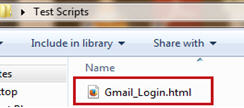 Test Scripts
Include in library
Share with
Name
Gmail_Login.html